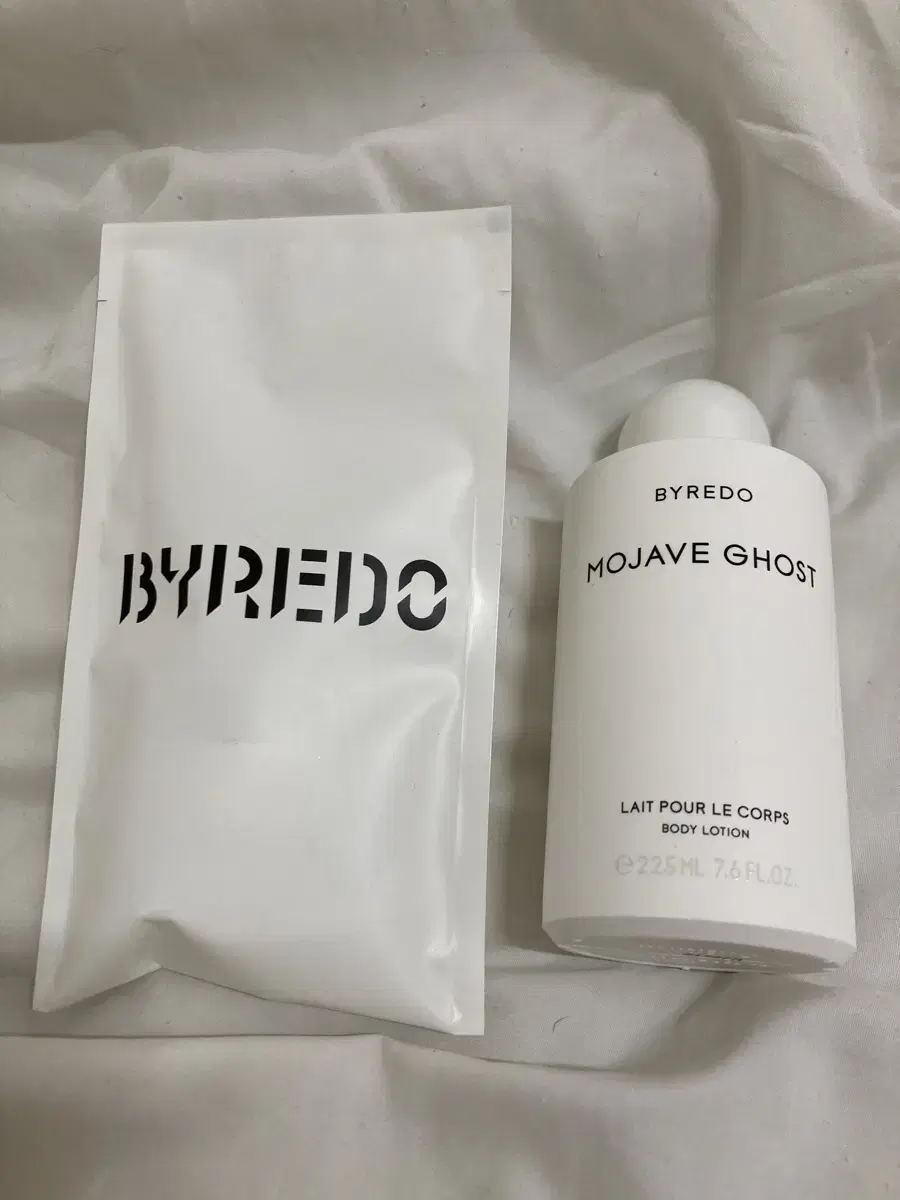 BYREDO
BYREDO
MOJAVE GHOST
LAIT POUR LE CORPS
BODY LOTION
℮ 225 ML 7.6 FL.OZ.